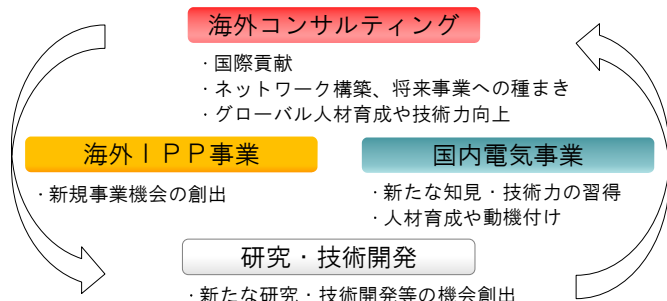 海外コンサルティング
・国際貢献
・ネットワーク構築、将来事業への種まき
・グローバル人材育成や技術力向上
海外ＩＰＰ事業
・新規事業機会の創出
国内電気事業
・新たな知見・技術力の習得
・人材育成や動機付け
研究・技術開発
・新たな研究・技術開発等の機会創出